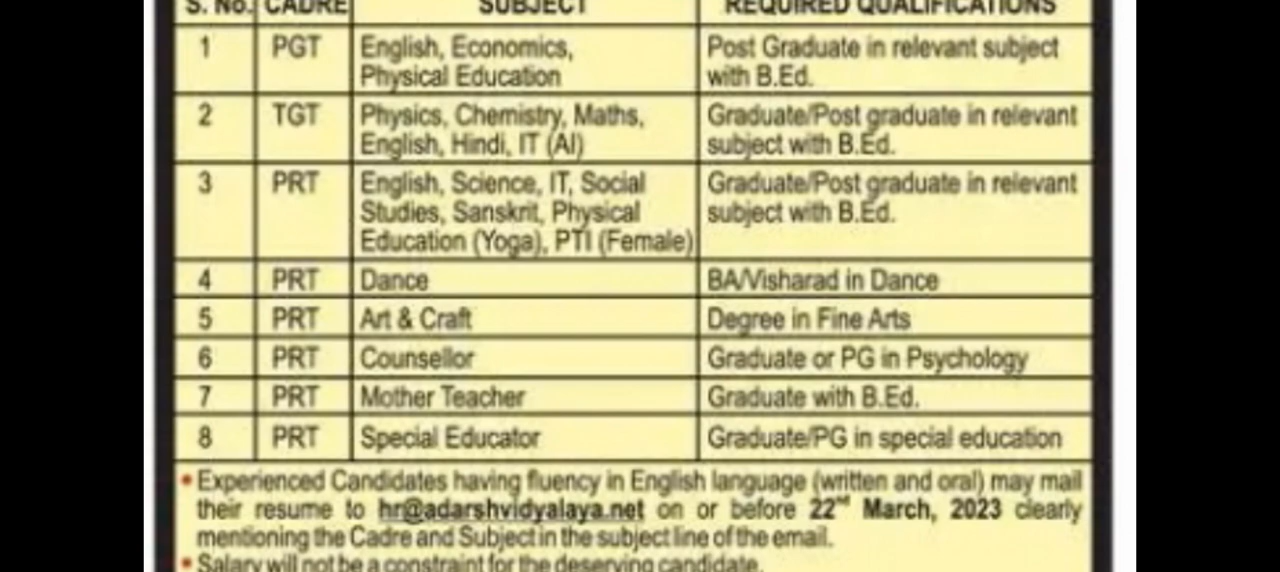 S. No. CADRE SUBJECT REQUIRED QUALIFICATIONS
1 PGT English, Economics, Post Graduate in relevant subject
Physical Education with B.Ed.
2 TGT Physics, Chemistry, Maths, Graduate/Post graduate in relevant
English, Hindi, IT (AI) subject with B.Ed.
3 PRT English, Science, IT, Social Graduate/Post graduate in relevant
Studies, Sanskrit, Physical subject with B.Ed.
Education (Yoga), PTI (Female)
4 PRT Dance BA/Visharad in Dance
5 PRT Art & Craft Degree in Fine Arts
6 PRT Counsellor Graduate or PG in Psychology
7 PRT Mother Teacher Graduate with B.Ed.
8 PRT Special Educator Graduate/PG in special education
• Experienced Candidates having fluency in English language (written and oral) may mail
their resume to hr@adarshvidyalaya.net on or before 22nd March, 2023 clearly
mentioning the Cadre and Subject in the subject line of the email.
• Salary will not be a constraint for the deserving candidate.